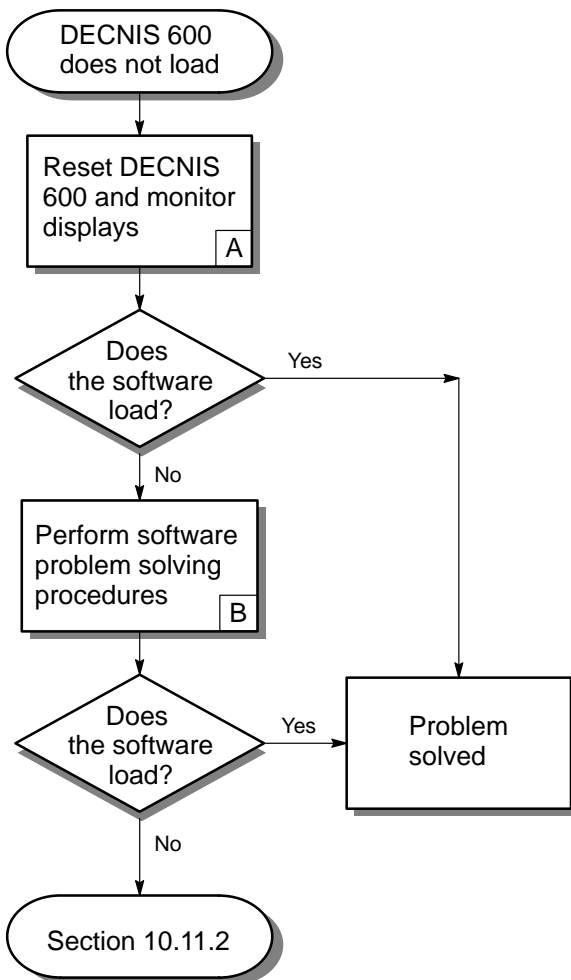 DECNIS 600
does not load
Reset DECNIS
600 and monitor
displays
A
Does
the software
load?
Yes
No
Perform software
problem solving
procedures
B
Does
the software
load?
Yes
Problem
solved
No
Section 10.11.2